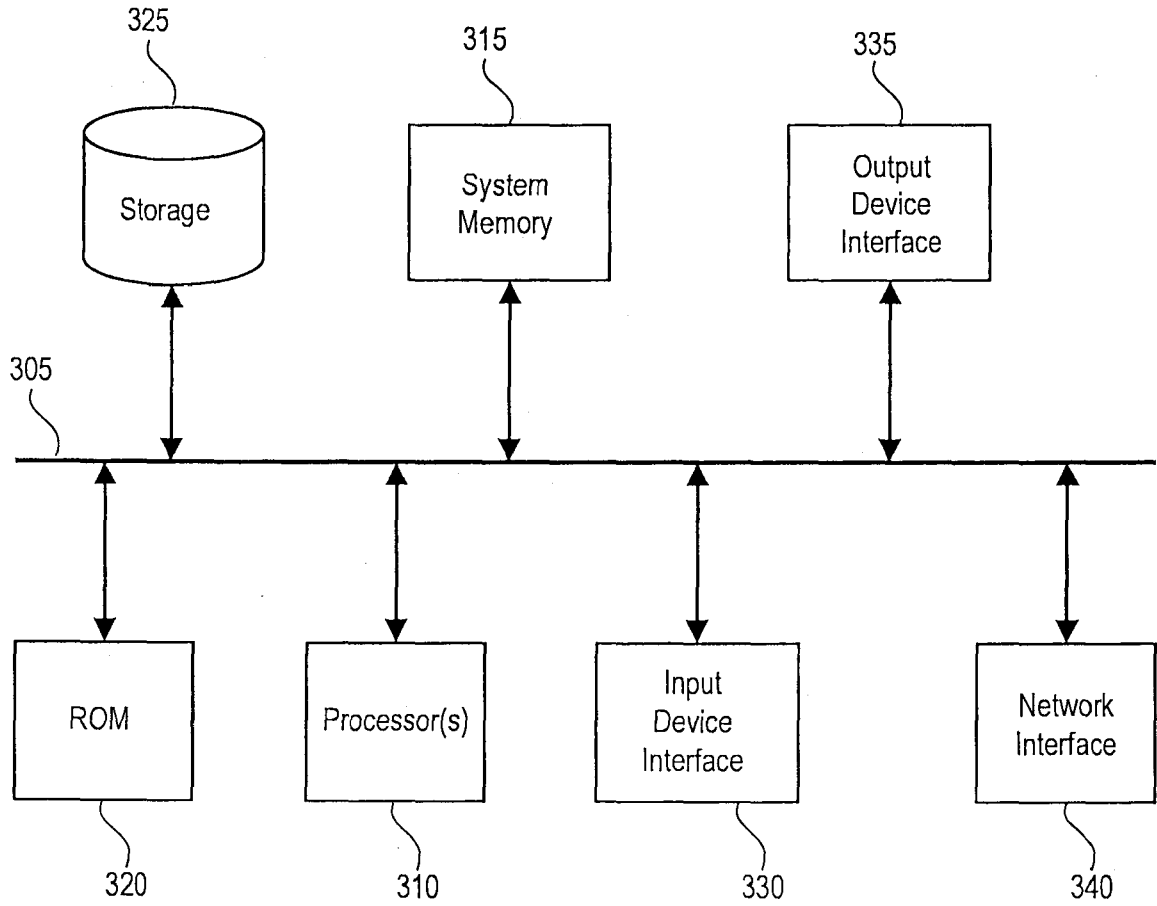 325
315
335
Storage
System
Memory
Output
Device
Interface
305
ROM
Processor(s)
Input
Device
Interface
Network
Interface
320
310
330
340